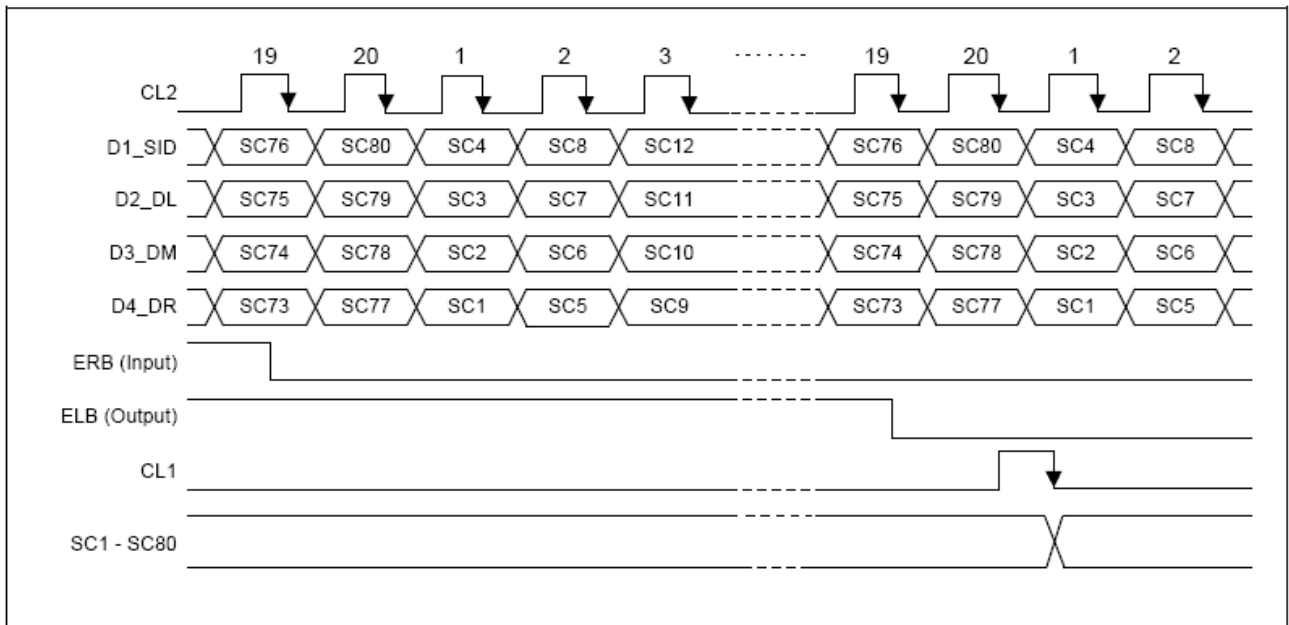 19 20 1 2 3 ....... 19 20 1 2
CL2
D1_SID SC76 SC80 SC4 SC8 SC12 SC76 SC80 SC4 SC8
D2_DL SC75 SC79 SC3 SC7 SC11 SC75 SC79 SC3 SC7
D3_DM SC74 SC78 SC2 SC6 SC10 SC74 SC78 SC2 SC6
D4_DR SC73 SC77 SC1 SC5 SC9 SC73 SC77 SC1 SC5
ERB (Input)
ELB (Output)
CL1
SC1 - SC80